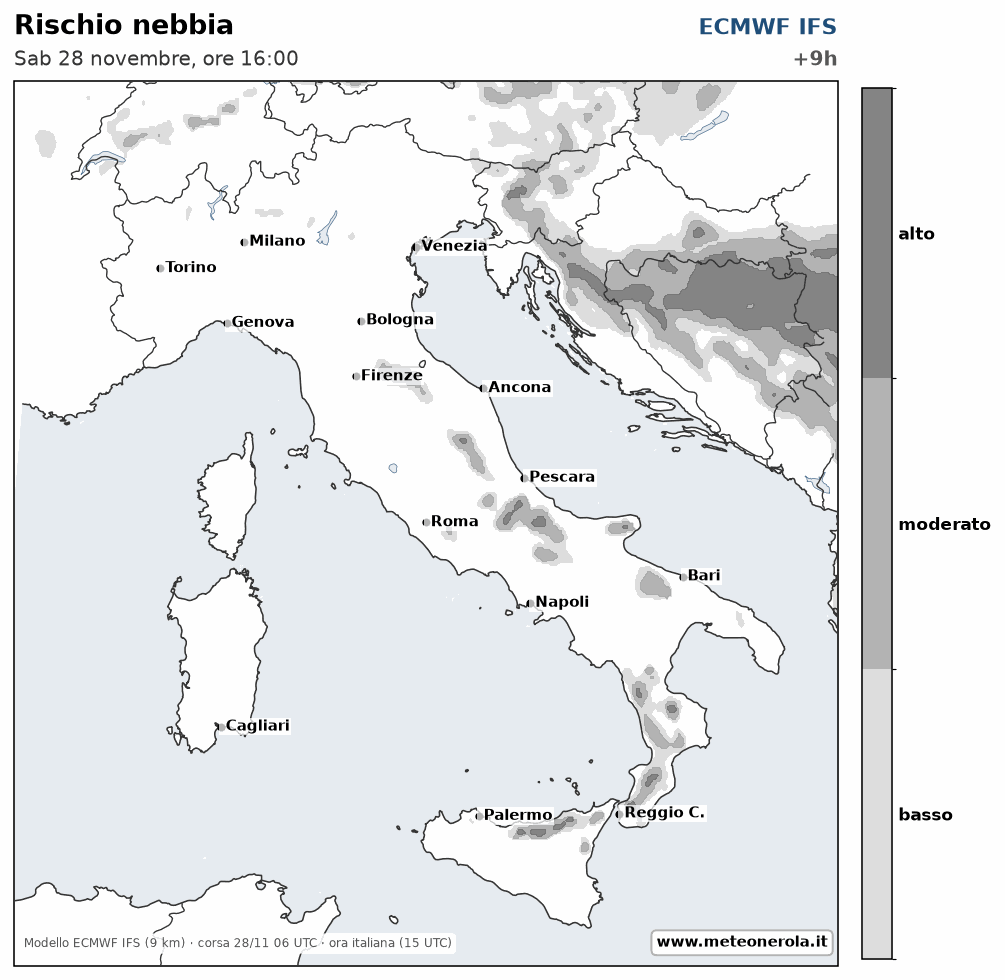 Rischio nebbia
ECMWF IFS
Sab 28 novembre, ore 16:00
+9h
alto
Milano
Venezia
Torino
Genova
Bologna
Firenze
Ancona
Pescara
Roma
moderato
Bari
Napoli
Cagliari
Palermo
Reggio C.
basso
Modello ECMWF IFS (9 km) · corsa 28/11 06 UTC · ora italiana (15 UTC)
www.meteonerola.it